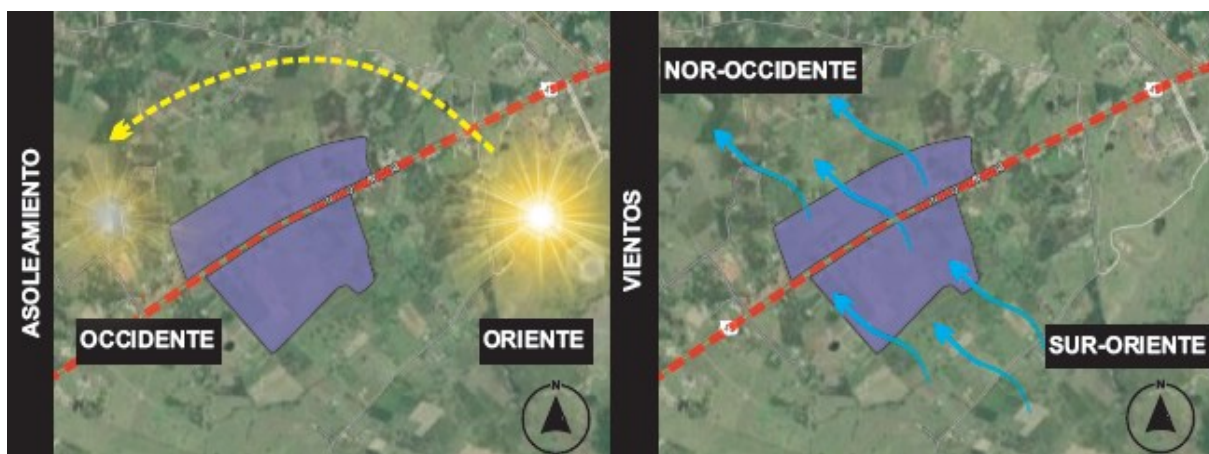 ASOLEAMIENTO
OCCIDENTE
ORIENTE
N
VIENTOS
NOR-OCCIDENTE
SUR-ORIENTE
N